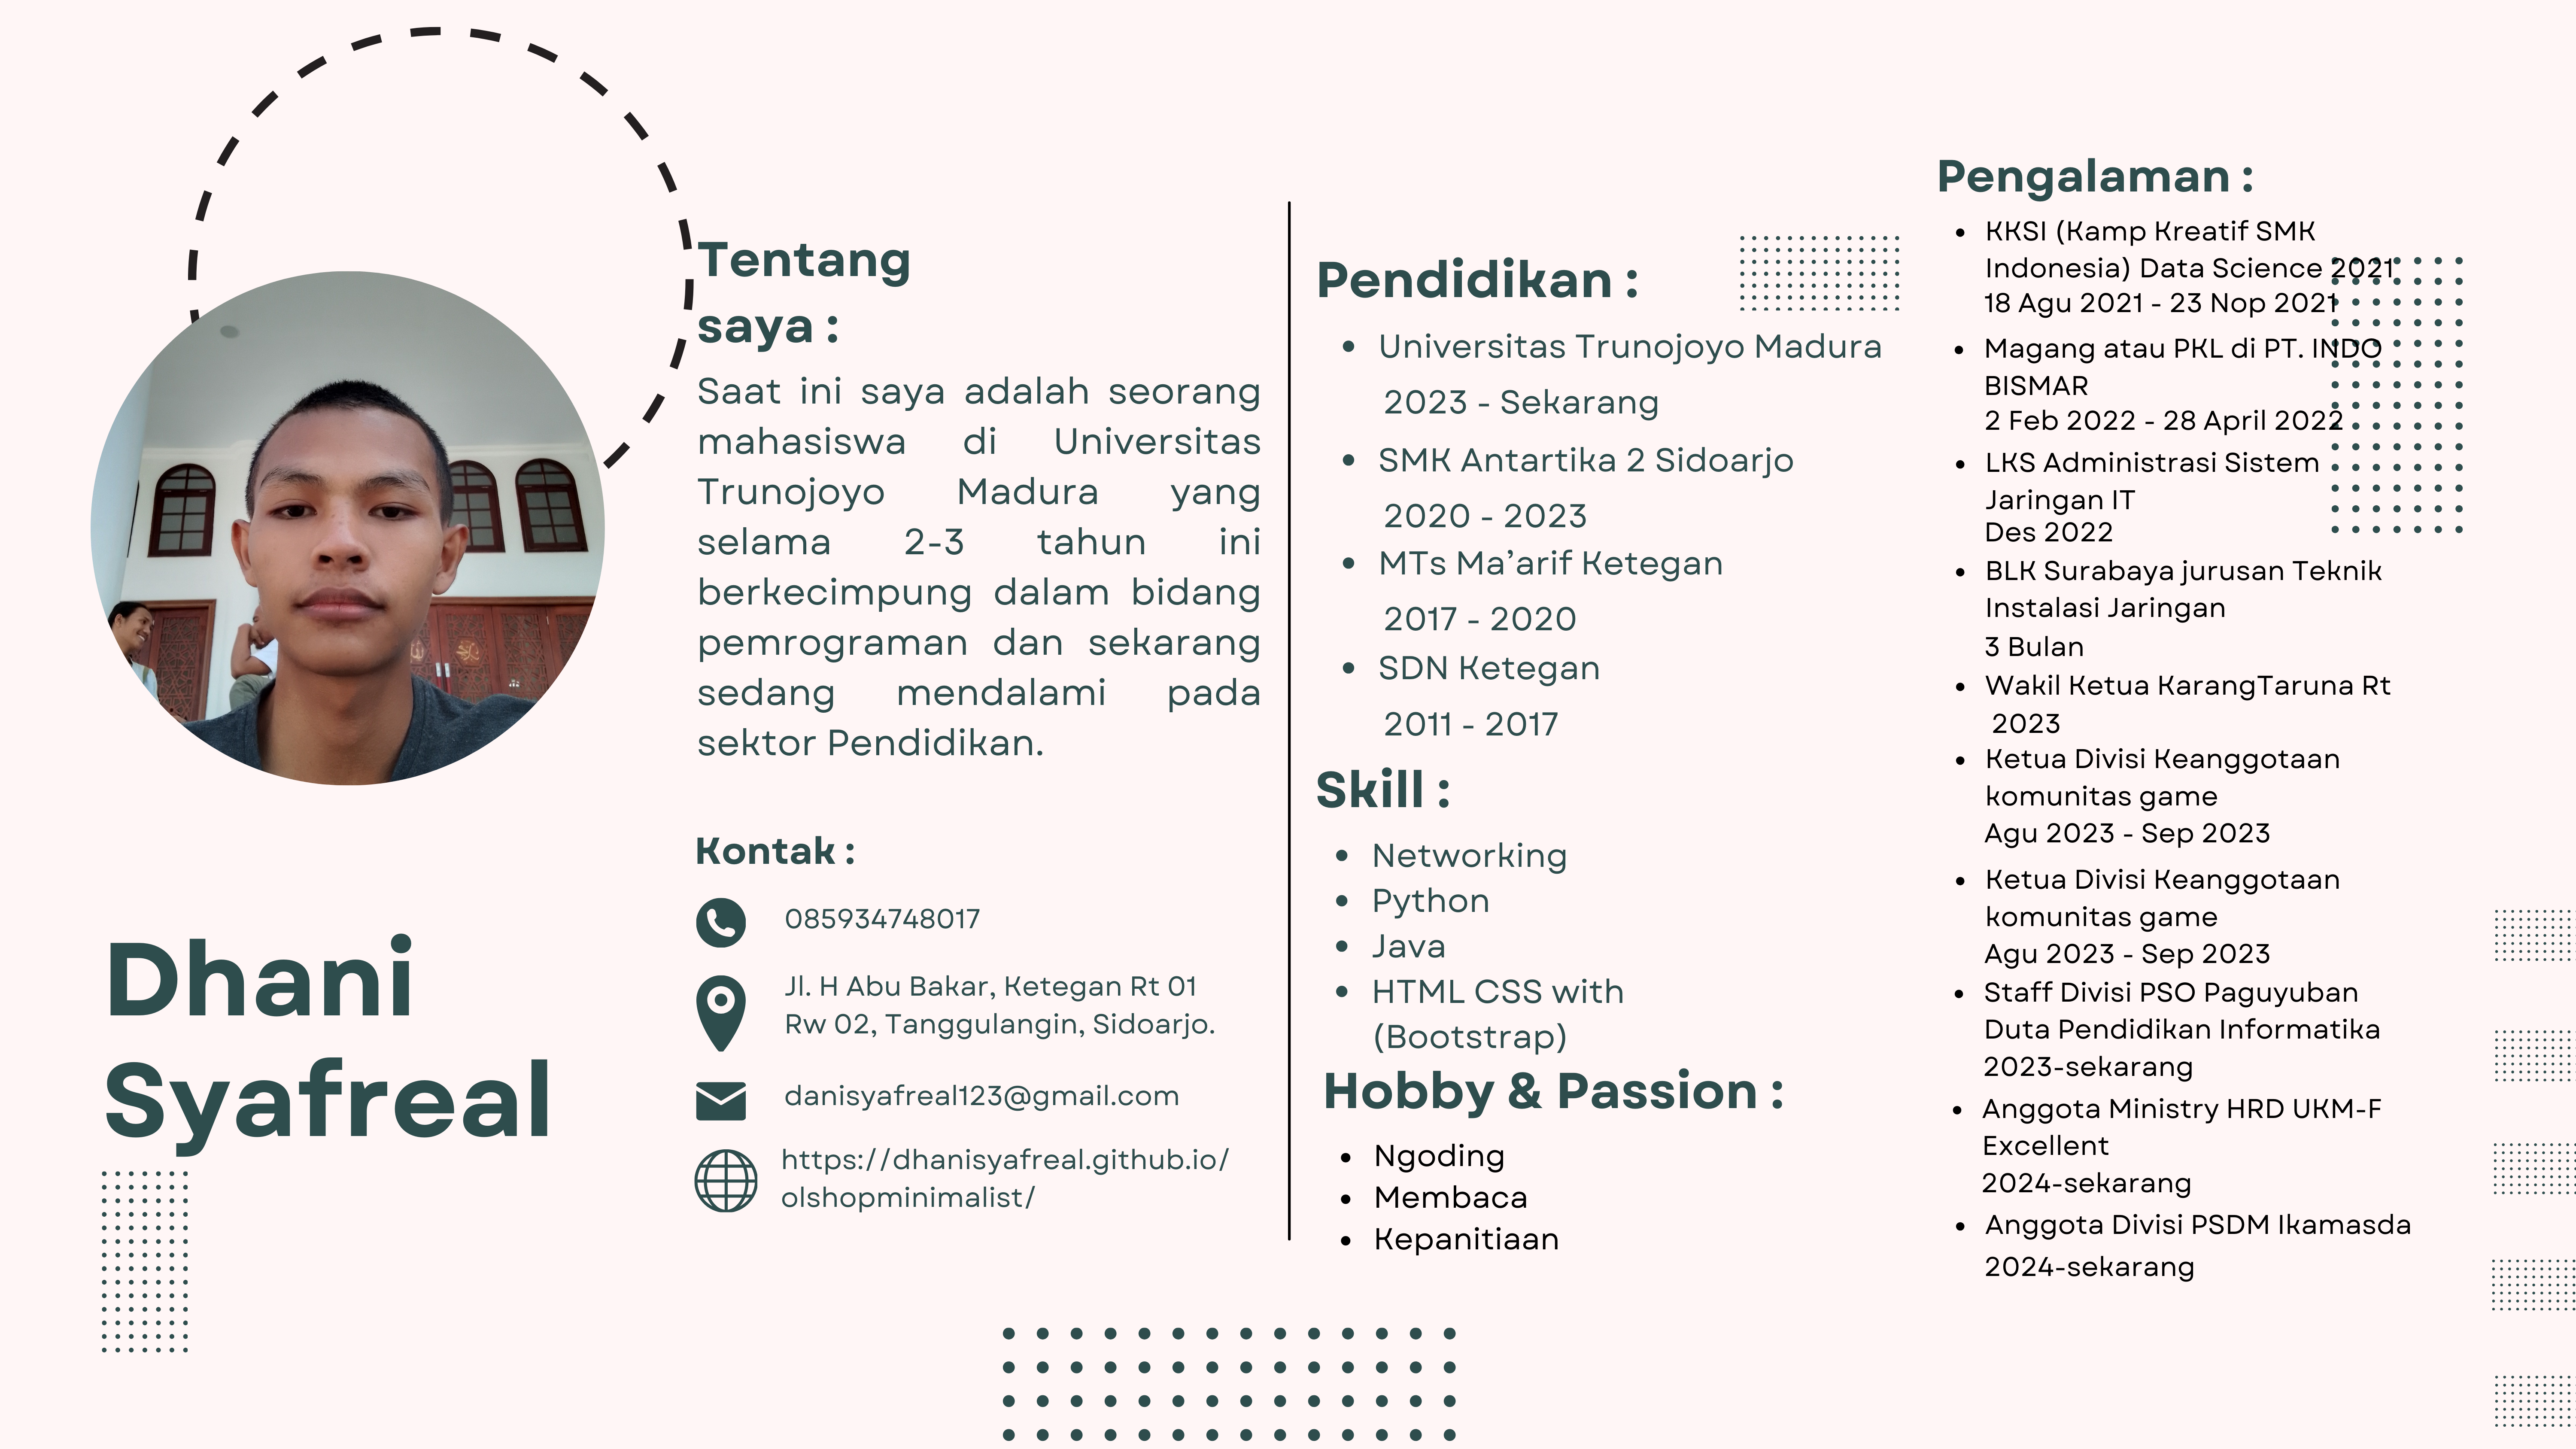 Dhani
Syafreal
Tentang
saya :
Saat ini saya adalah seorang
mahasiswa di Universitas
Trunojoyo Madura yang
selama 2-3 tahun ini
berkecimpung dalam bidang
pemrograman dan sekarang
sedang mendalami pada
sektor Pendidikan.
Kontak :
085934748017
Jl. H Abu Bakar, Ketegan Rt 01
Rw 02, Tanggulangin, Sidoarjo.
danisyafreal123@gmail.com
https://dhanisyafreal.github.io/
olshopminimalist/
Pendidikan :
• Universitas Trunojoyo Madura
2023 - Sekarang
• SMK Antartika 2 Sidoarjo
2020 - 2023
• MTs Ma’arif Ketegan
2017 - 2020
• SDN Ketegan
2011 - 2017
Skill :
• Networking
• Python
• Java
• HTML CSS with
(Bootstrap)
Hobby & Passion :
• Ngoding
• Membaca
• Kepanitiaan
Pengalaman :
• KKSI (Kamp Kreatif SMK
Indonesia) Data Science 2021
18 Agu 2021 - 23 Nop 2021
• Magang atau PKL di PT. INDO
BISMAR
2 Feb 2022 - 28 April 2022
• LKS Administrasi Sistem
Jaringan IT
Des 2022
• BLK Surabaya jurusan Teknik
Instalasi Jaringan
3 Bulan
• Wakil Ketua KarangTaruna Rt
2023
• Ketua Divisi Keanggotaan
komunitas game
Agu 2023 - Sep 2023
• Ketua Divisi Keanggotaan
komunitas game
Agu 2023 - Sep 2023
• Staff Divisi PSO Paguyuban
Duta Pendidikan Informatika
2023-sekarang
• Anggota Ministry HRD UKM-F
Excellent
2024-sekarang
• Anggota Divisi PSDM Ikamasda
2024-sekarang